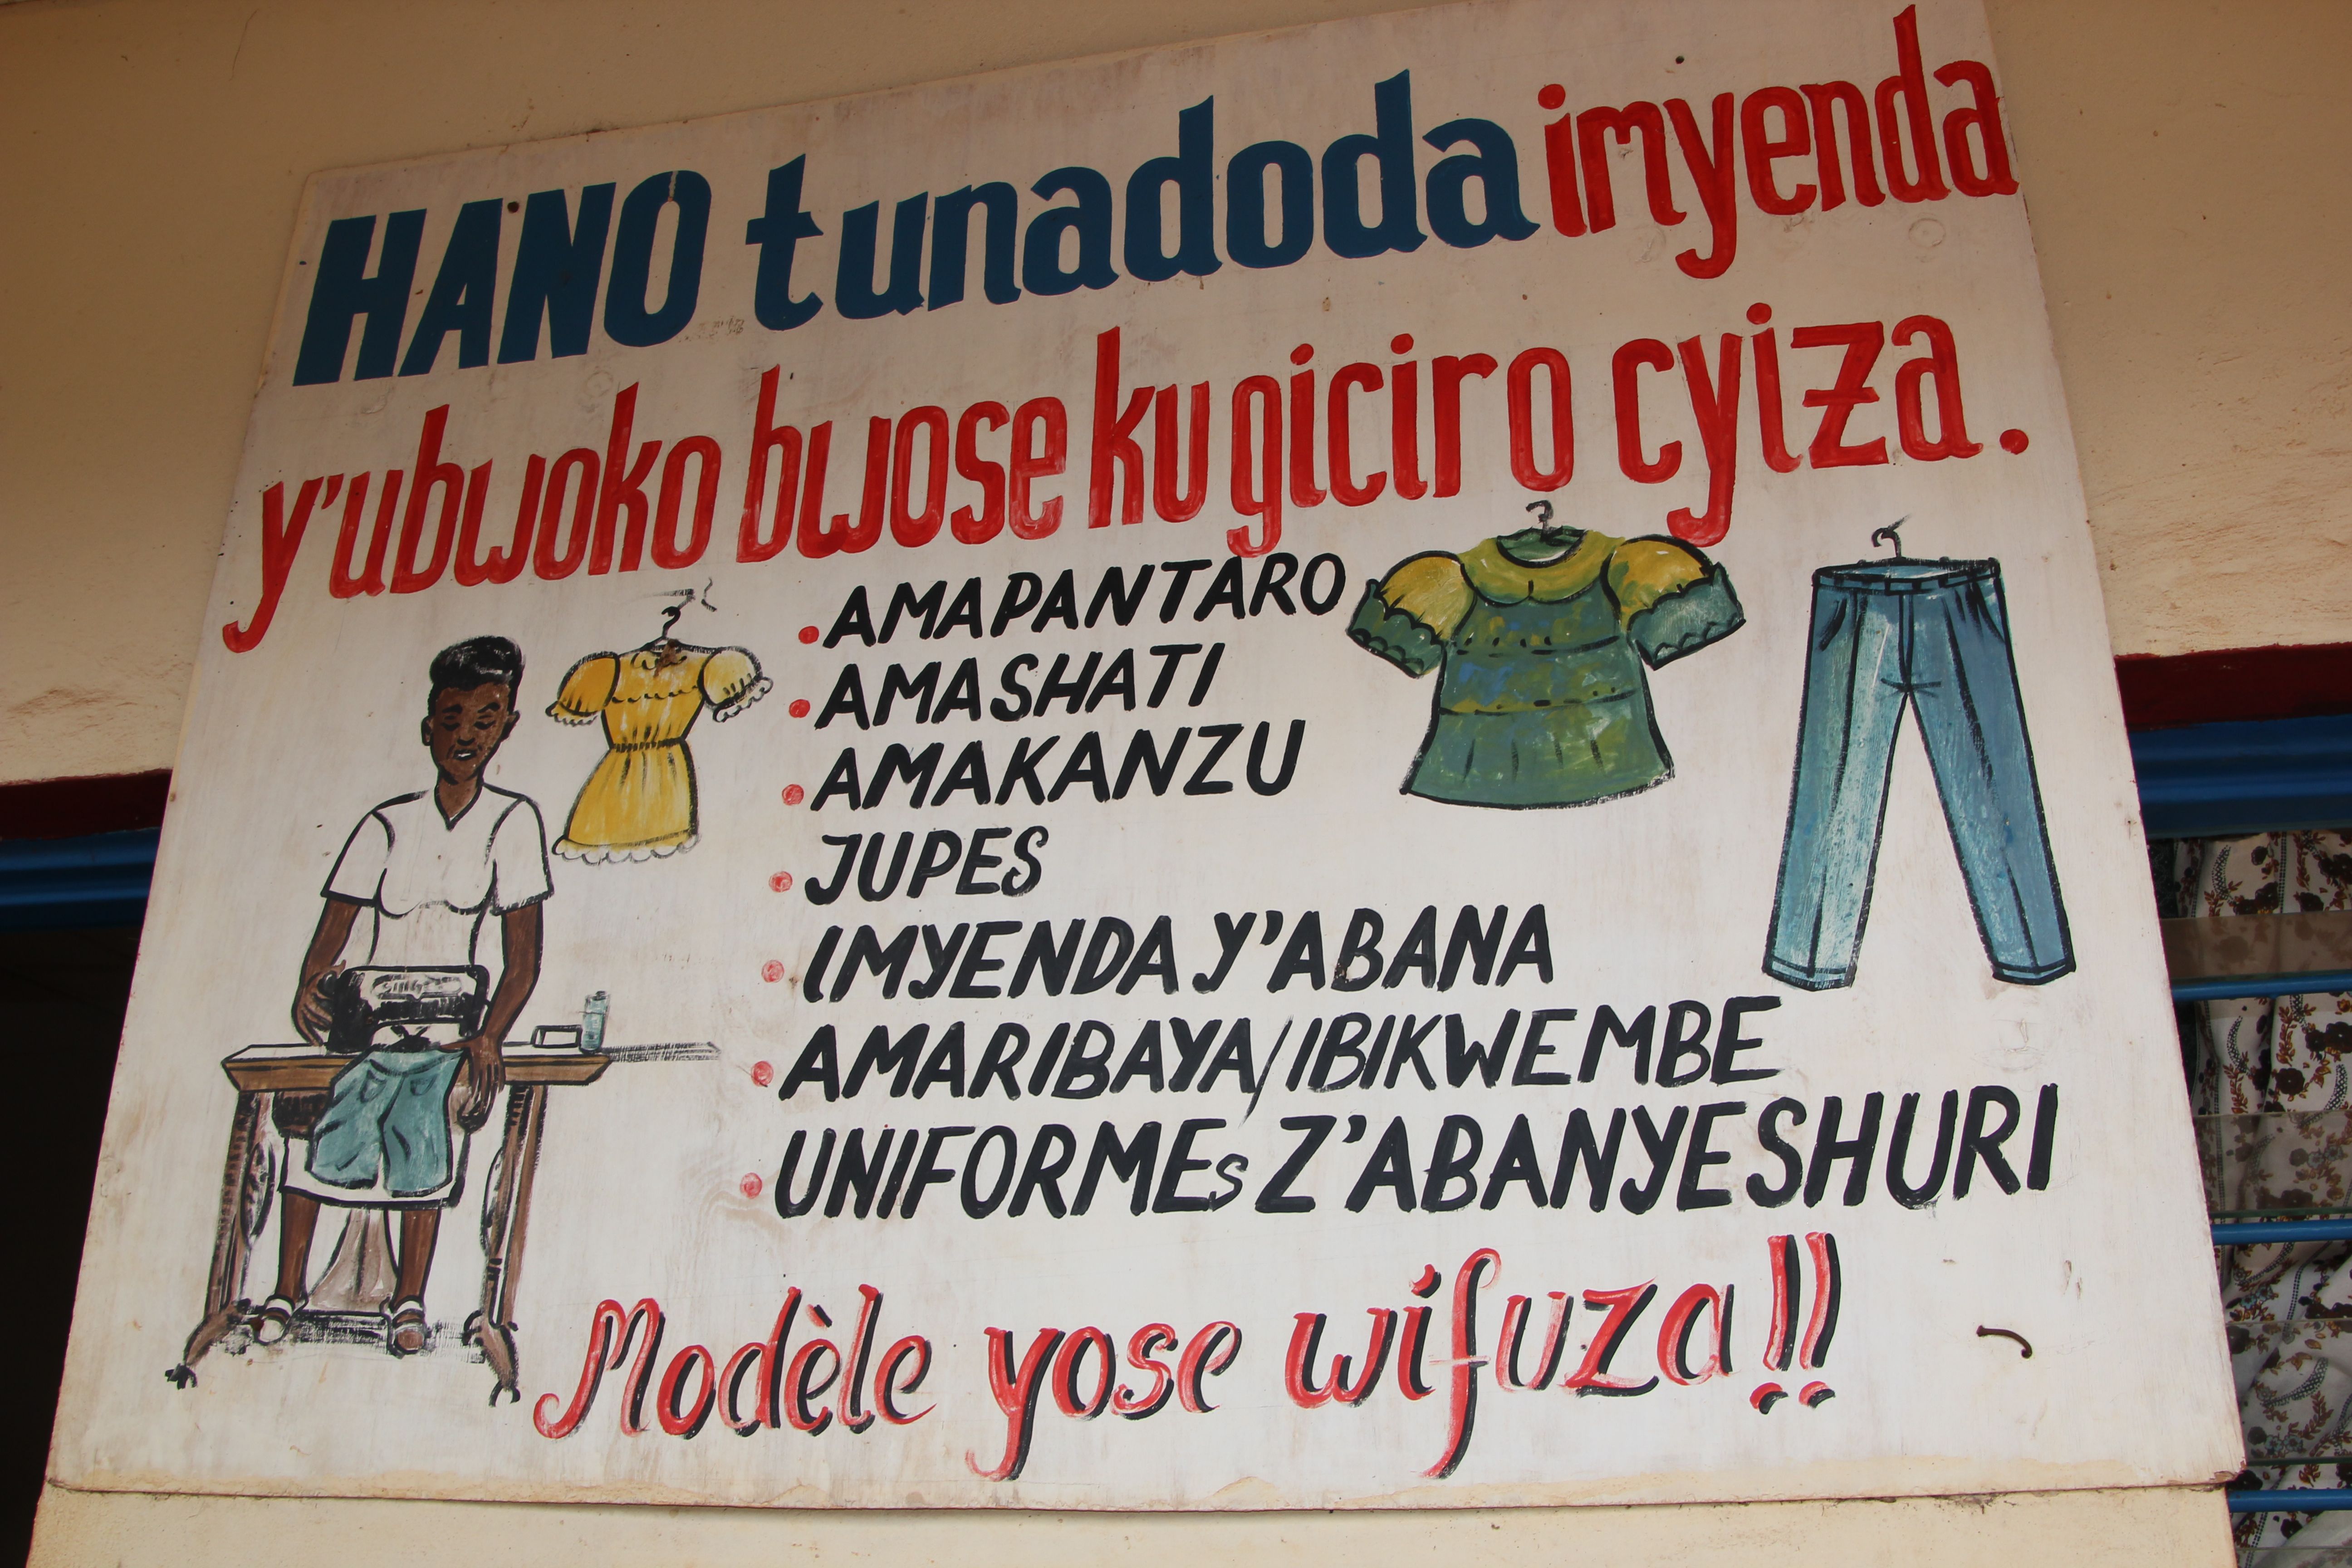 HANO tunadoda imyenda
y'ubwoko bwose ku giciro cyiza.
• AMAPANTARO
• AMASHATI
• AMAKANZU
• JUPES
• IMYENDA Y'ABANA
• AMARIBAYA/IBIKWEMBE
• UNIFORMEs Z'ABANYESHURI
Modèle yose wifuza!!